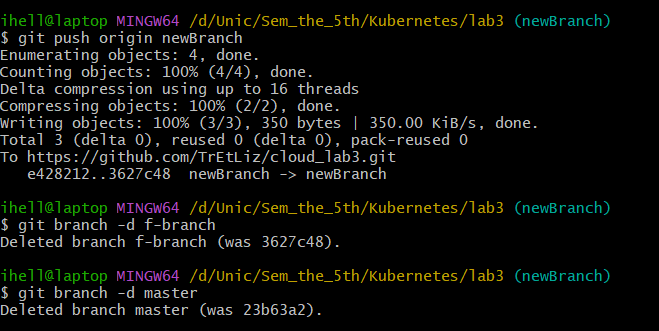 ihell@laptop MINGW64 /d/Unic/Sem_the_5th/Kubernetes/lab3 (newBranch)
$ git push origin newBranch
Enumerating objects: 4, done.
Counting objects: 100% (4/4), done.
Delta compression using up to 16 threads
Compressing objects: 100% (2/2), done.
Writing objects: 100% (3/3), 350 bytes | 350.00 KiB/s, done.
Total 3 (delta 0), reused 0 (delta 0), pack-reused 0
To https://github.com/TrEtLiz/cloud_lab3.git
   e428212..3627c48  newBranch -> newBranch
ihell@laptop MINGW64 /d/Unic/Sem_the_5th/Kubernetes/lab3 (newBranch)
$ git branch -d f-branch
Deleted branch f-branch (was 3627c48).
ihell@laptop MINGW64 /d/Unic/Sem_the_5th/Kubernetes/lab3 (newBranch)
$ git branch -d master
Deleted branch master (was 23b63a2).